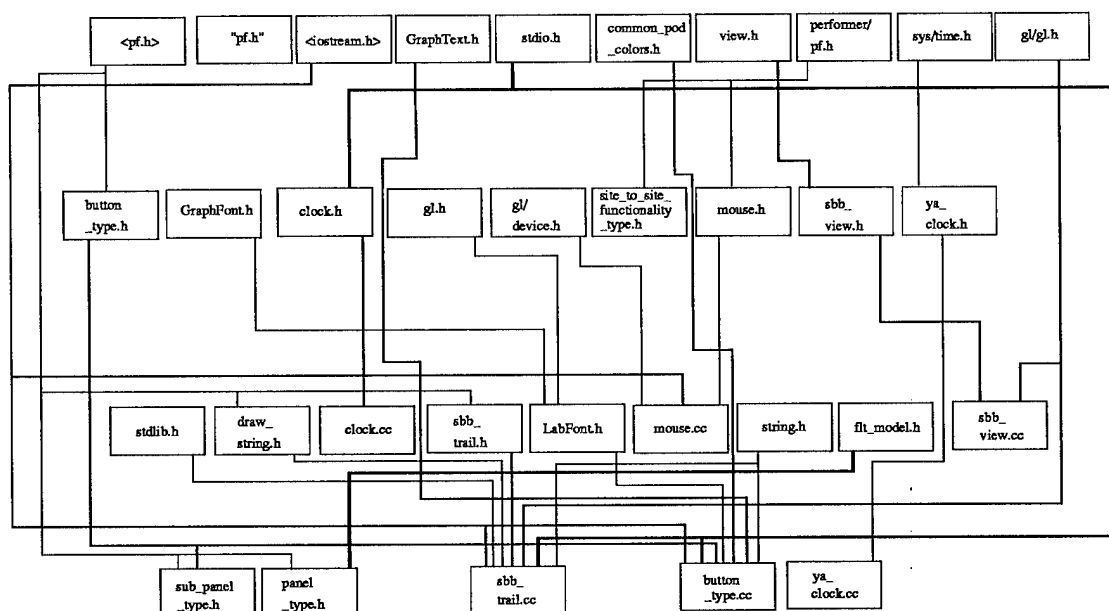 <pf.h>
"pf.h"
<iostream.h>
GraphText.h
stdio.h
common_pod
_colors.h
view.h
performer/
pf.h
sys/time.h
gl/gl.h
button
_type.h
GraphFont.h
clock.h
gl.h
gl/
device.h
site_to_site_
functionality
_type.h
mouse.h
sbb_
view.h
ya_
clock.h
stdlib.h
draw_
string.h
clock.cc
sbb_
trail.h
LabFont.h
mouse.cc
string.h
flt_model.h
sbb_
view.cc
sub_panel
_type.h
panel
_type.h
sbb_
trail.cc
button
_type.cc
ya_
clock.cc